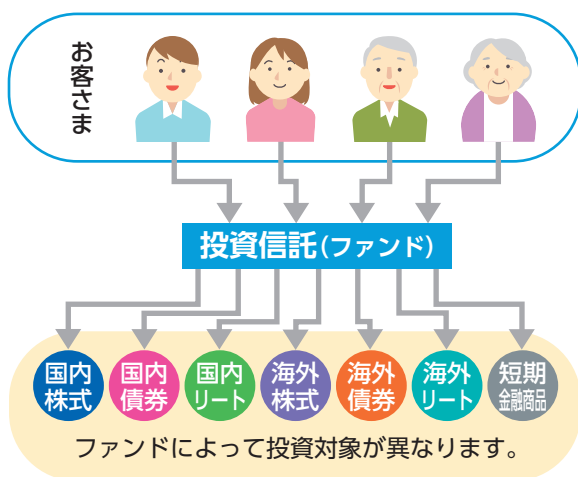 お客さま
投資信託(ファンド)
国内
株式
国内
債券
国内
リート
海外
株式
海外
債券
海外
リート
短期
金融商品
ファンドによって投資対象が異なります。